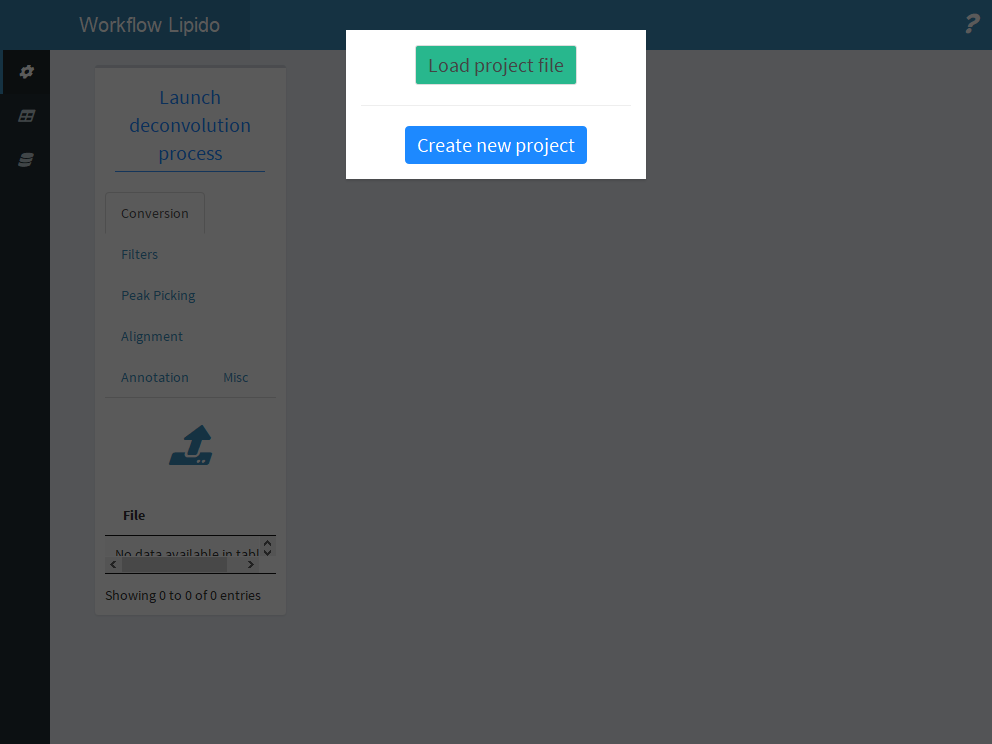 Workflow Lipido
?
Load project file
Create new project
Launch
deconvolution
process
Conversion
Filters
Peak Picking
Alignment
Annotation Misc
File
No data available in tabl
Showing 0 to 0 of 0 entries